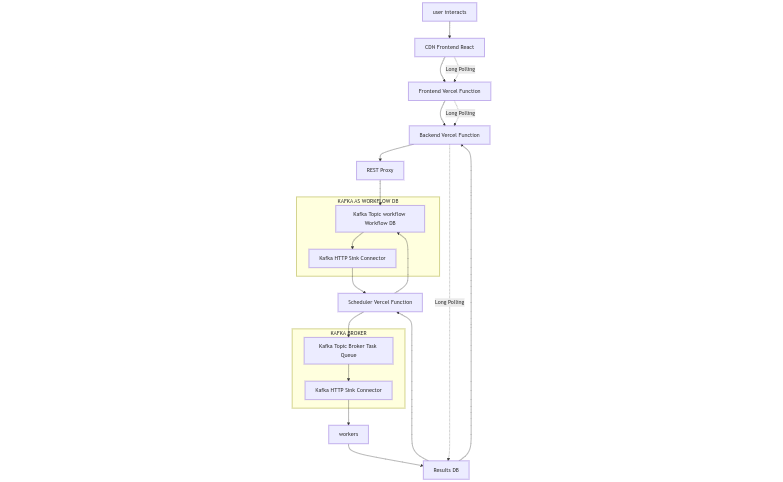 user interacts
CDN Frontend React
Long Polling
Frontend Vercel Function
Long Polling
Backend Vercel Function
REST Proxy
KAFKA AS WORKFLOW DB
Kafka Topic workflow
Workflow DB
Kafka HTTP Sink Connector
Scheduler Vercel Function
Long Polling
KAFKA BROKER
Kafka Topic Broker Task
Queue
Kafka HTTP Sink Connector
workers
Results DB